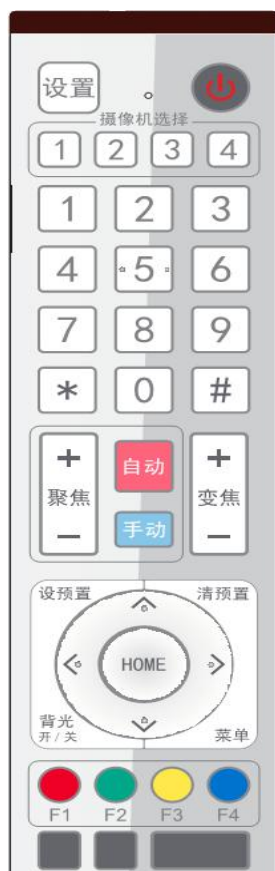 设置
摄像机选择
1 2 3 4
1 2 3
4 5 6
7 8 9
* 0 #
+ 自动 +
聚焦 变焦
- 手动 -
设预置 清预置
HOME
背光 菜单
开/关
F1 F2 F3 F4